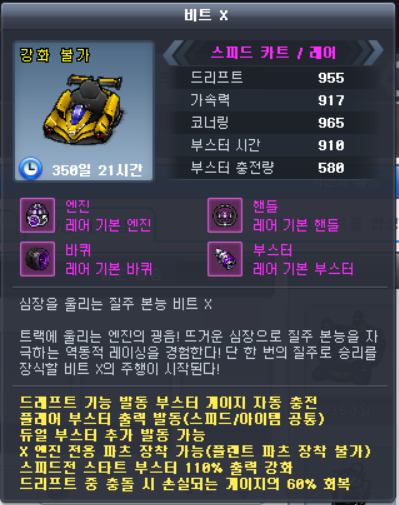 비트 X
강화 불가
스피드 카트 / 레어
드리프트 955
가속력 917
코너링 965
부스터 시간 910
부스터 충전량 580
350일 21시간
엔진
레어 기본 엔진
핸들
레어 기본 핸들
바퀴
레어 기본 바퀴
부스터
레어 기본 부스터
심장을 울리는 질주 본능 비트 X
트랙에 울리는 엔진의 굉음! 뜨거운 심장으로 질주 본능을 자
극하는 역동적 레이싱을 경험한다! 단 한 번의 질주로 승리를
장식할 비트 X의 주행이 시작된다!
드래프트 기능 발동 부스터 게이지 자동 충전
플레어 부스터 출력 발동(스피드/아이템 공통)
듀얼 부스터 추가 발동 가능
X 엔진 전용 파츠 장착 가능(플랜트 파츠 장착 불가)
스피드전 스타트 부스터 110% 출력 강화
드리프트 중 충돌 시 손실되는 게이지의 60% 회복